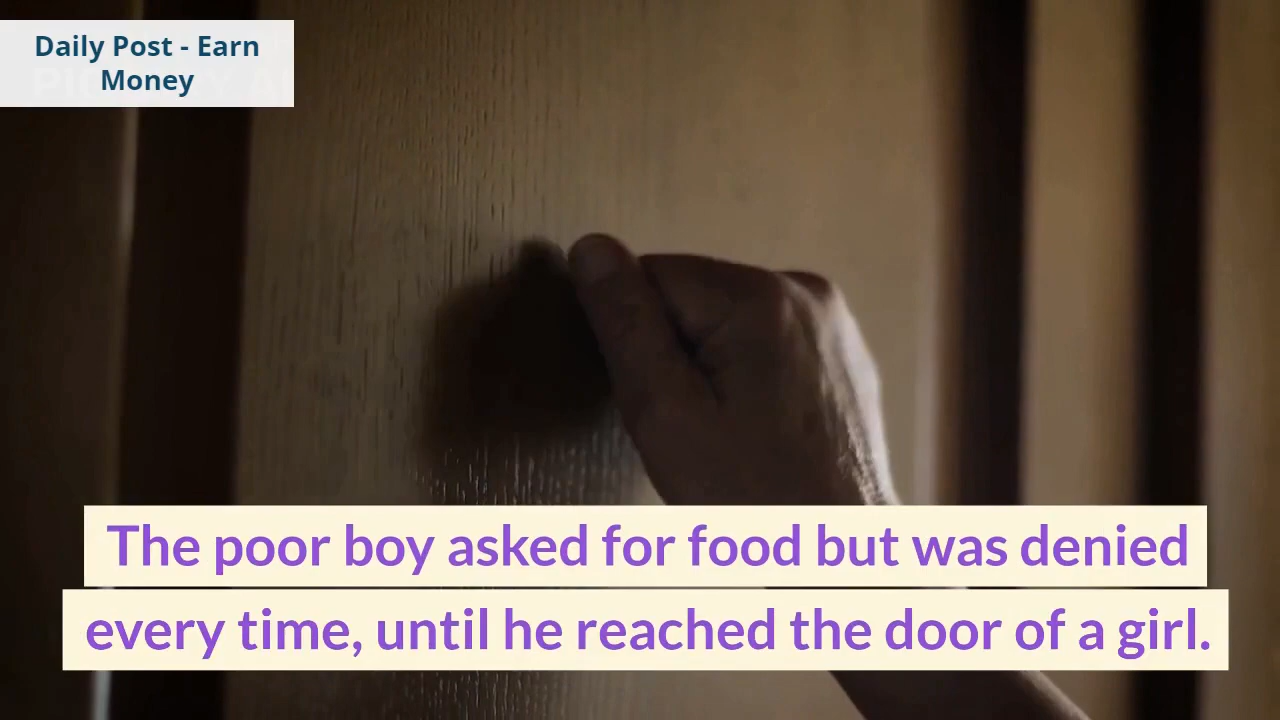 Daily Post - Earn
Money
The poor boy asked for food but was denied
every time, until he reached the door of a girl.